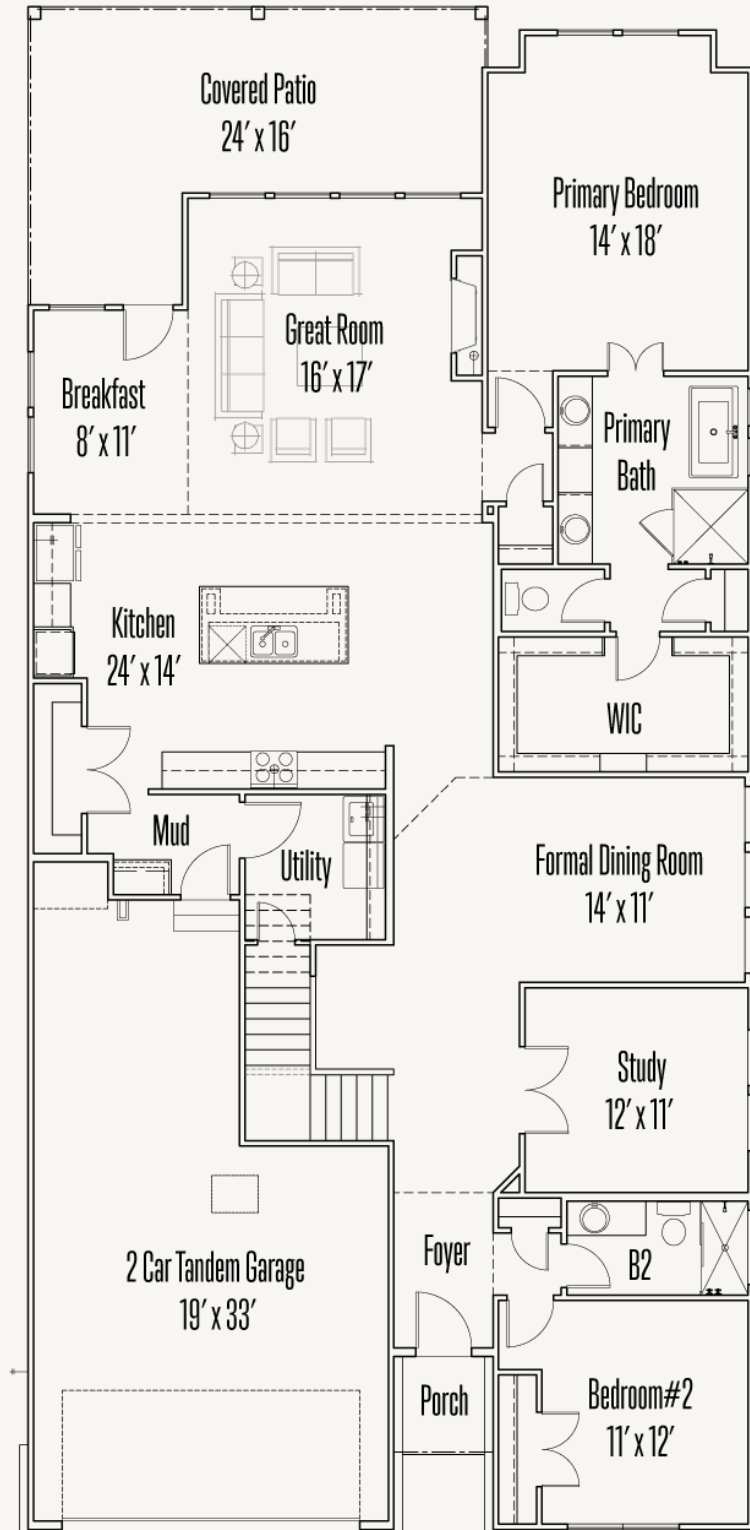 Covered Patio
24' x 16'
Primary Bedroom
14' x 18'
Great Room
16' x 17'
Breakfast
8' x 11'
Primary
Bath
Kitchen
24' x 14'
WIC
Mud
Utility
Formal Dining Room
14' x 11'
Study
12' x 11'
2 Car Tandem Garage
19' x 33'
Foyer
B2
Porch
Bedroom#2
11' x 12'